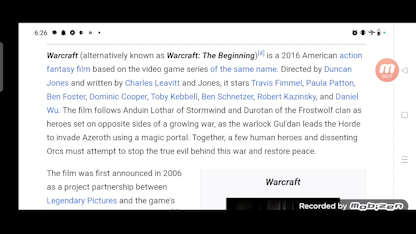 6:26
Warcraft (alternatively known as Warcraft: The Beginning)[4] is a 2016 American action
fantasy film based on the video game series of the same name. Directed by Duncan
Jones and written by Charles Leavitt and Jones, it stars Travis Fimmel, Paula Patton,
Ben Foster, Dominic Cooper, Toby Kebbell, Ben Schnetzer, Robert Kazinsky, and Daniel
Wu. The film follows Anduin Lothar of Stormwind and Durotan of the Frostwolf clan as
heroes set on opposite sides of a growing war, as the warlock Gul'dan leads the Horde
to invade Azeroth using a magic portal. Together, a few human heroes and dissenting
Orcs must attempt to stop the true evil behind this war and restore peace.
The film was first announced in 2006
as a project partnership between
Legendary Pictures and the game's
Warcraft
Recorded by mobizen